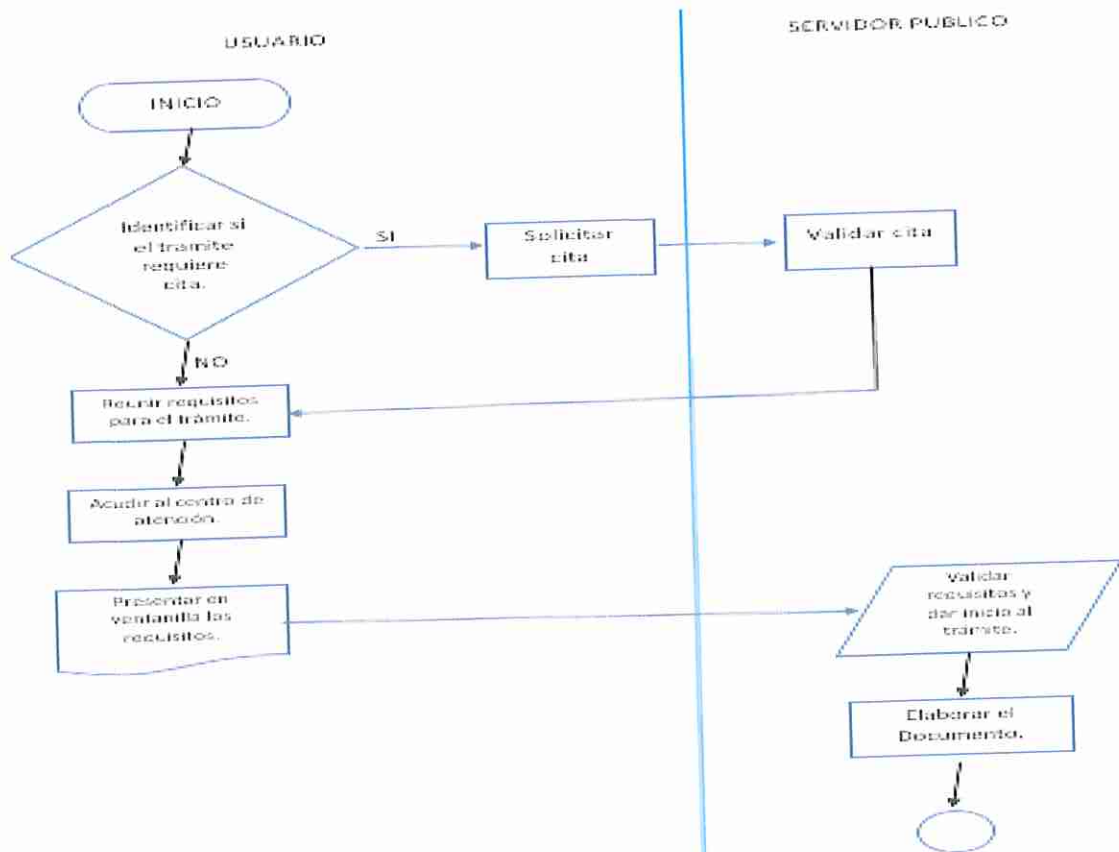 USUARIO
SERVIDOR PUBLICO
INICIO
Identificar si
el tramite
requiere
cita.
SI
Solicitar
cita
Validar cita
NO
Reunir requisitos
para el trámite.
Acudir al centro de
atención.
Presentar en
ventanilla los
requisitos.
Validar
requisitos y
dar inicio al
trámite.
Elaborar el
Documento.